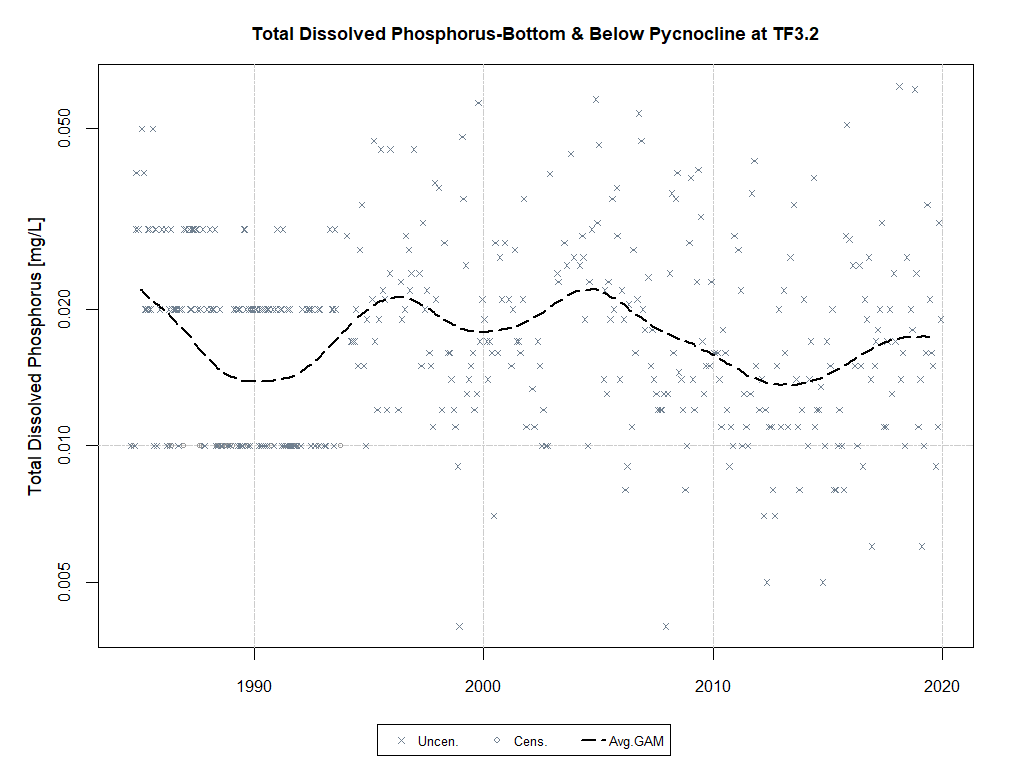 Total Dissolved Phosphorus-Bottom & Below Pycnocline at TF3.2
Total Dissolved Phosphorus [mg/L]
0.050
0.020
0.010
0.005
1990 2000 2010 2020
Uncen. Cens. Avg.GAM